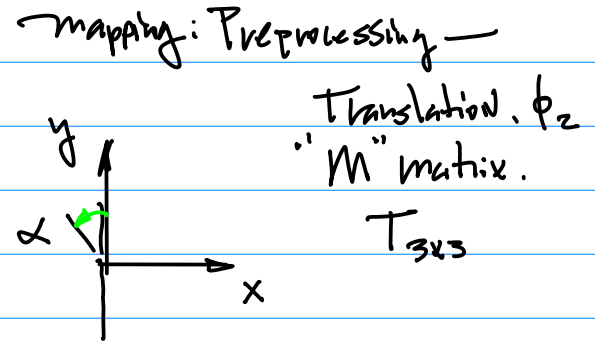 mapping: Preprocessing —
Translation. ϕ₂
"M" matrix.
T₃ₓ₃
y
α
x